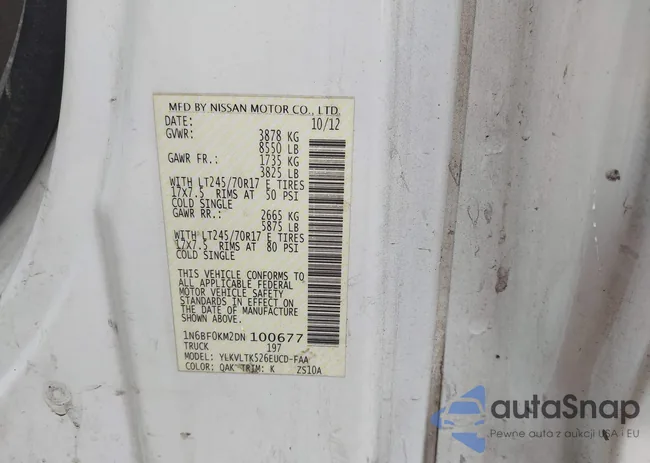 MFD BY NISSAN MOTOR CO., LTD.
DATE: 10/12
GVWR: 3878 KG
8550 LB
GAWR FR.: 1735 KG
3825 LB
WITH LT245/70R17 E TIRES
17X7.5 RIMS AT 50 PSI
COLD SINGLE
GAWR RR.: 2665 KG
5875 LB
WITH LT245/70R17 E TIRES
17X7.5 RIMS AT 80 PSI
COLD SINGLE
THIS VEHICLE CONFORMS TO
ALL APPLICABLE FEDERAL
MOTOR VEHICLE SAFETY
STANDARDS IN EFFECT ON
THE DATE OF MANUFACTURE
SHOWN ABOVE.
1N6BF0KM2DN100677
TRUCK 197
MODEL: YLKVLTKS26EUCD-FAA
COLOR: QAK TRIM: K ZS10A
autaSnap
Pewne auta z aukcji USA - EU